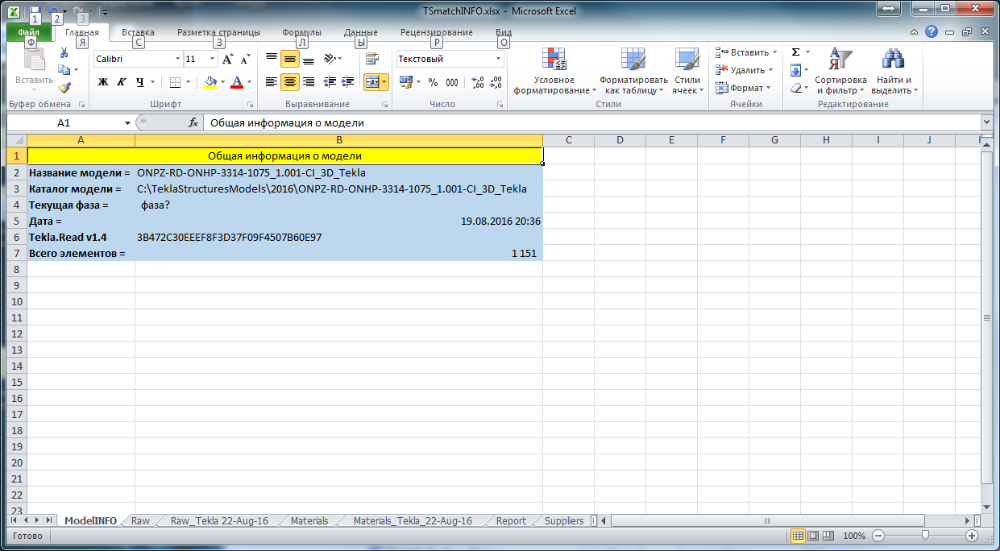 TSmatchINFO.xlsx - Microsoft Excel
1 2 3
Файл Главная Вставка Разметка страницы Формулы Данные Рецензирование Вид
Ф Я С З Л Ы Р О
Вставить
Буфер обмена
Calibri 11
Ж К Ч
Шрифт
Выравнивание
Текстовый
% 000
Число
Условное форматирование
Форматировать как таблицу
Стили ячеек
Стили
Вставить
Удалить
Формат
Ячейки
Σ
Сортировка и фильтр
Найти и выделить
Редактирование
A1 fx Общая информация о модели
A B C D E F G H I J
1 Общая информация о модели
2 Название модели = ONPZ-RD-ONHP-3314-1075_1.001-CI_3D_Tekla
3 Каталог модели = C:\TeklaStructuresModels\2016\ONPZ-RD-ONHP-3314-1075_1.001-CI_3D_Tekla
4 Текущая фаза = фаза?
5 Дата = 19.08.2016 20:36
6 Tekla.Read v1.4 3B472C30EEEF8F3D37F09F4507B60E97
7 Всего элементов = 1 151
8
9
10
11
12
13
14
15
16
17
18
19
20
21
22
23
ModelINFO Raw Raw_Tekla 22-Aug-16 Materials Materials_Tekla_22-Aug-16 Report Suppliers
Готово 100%